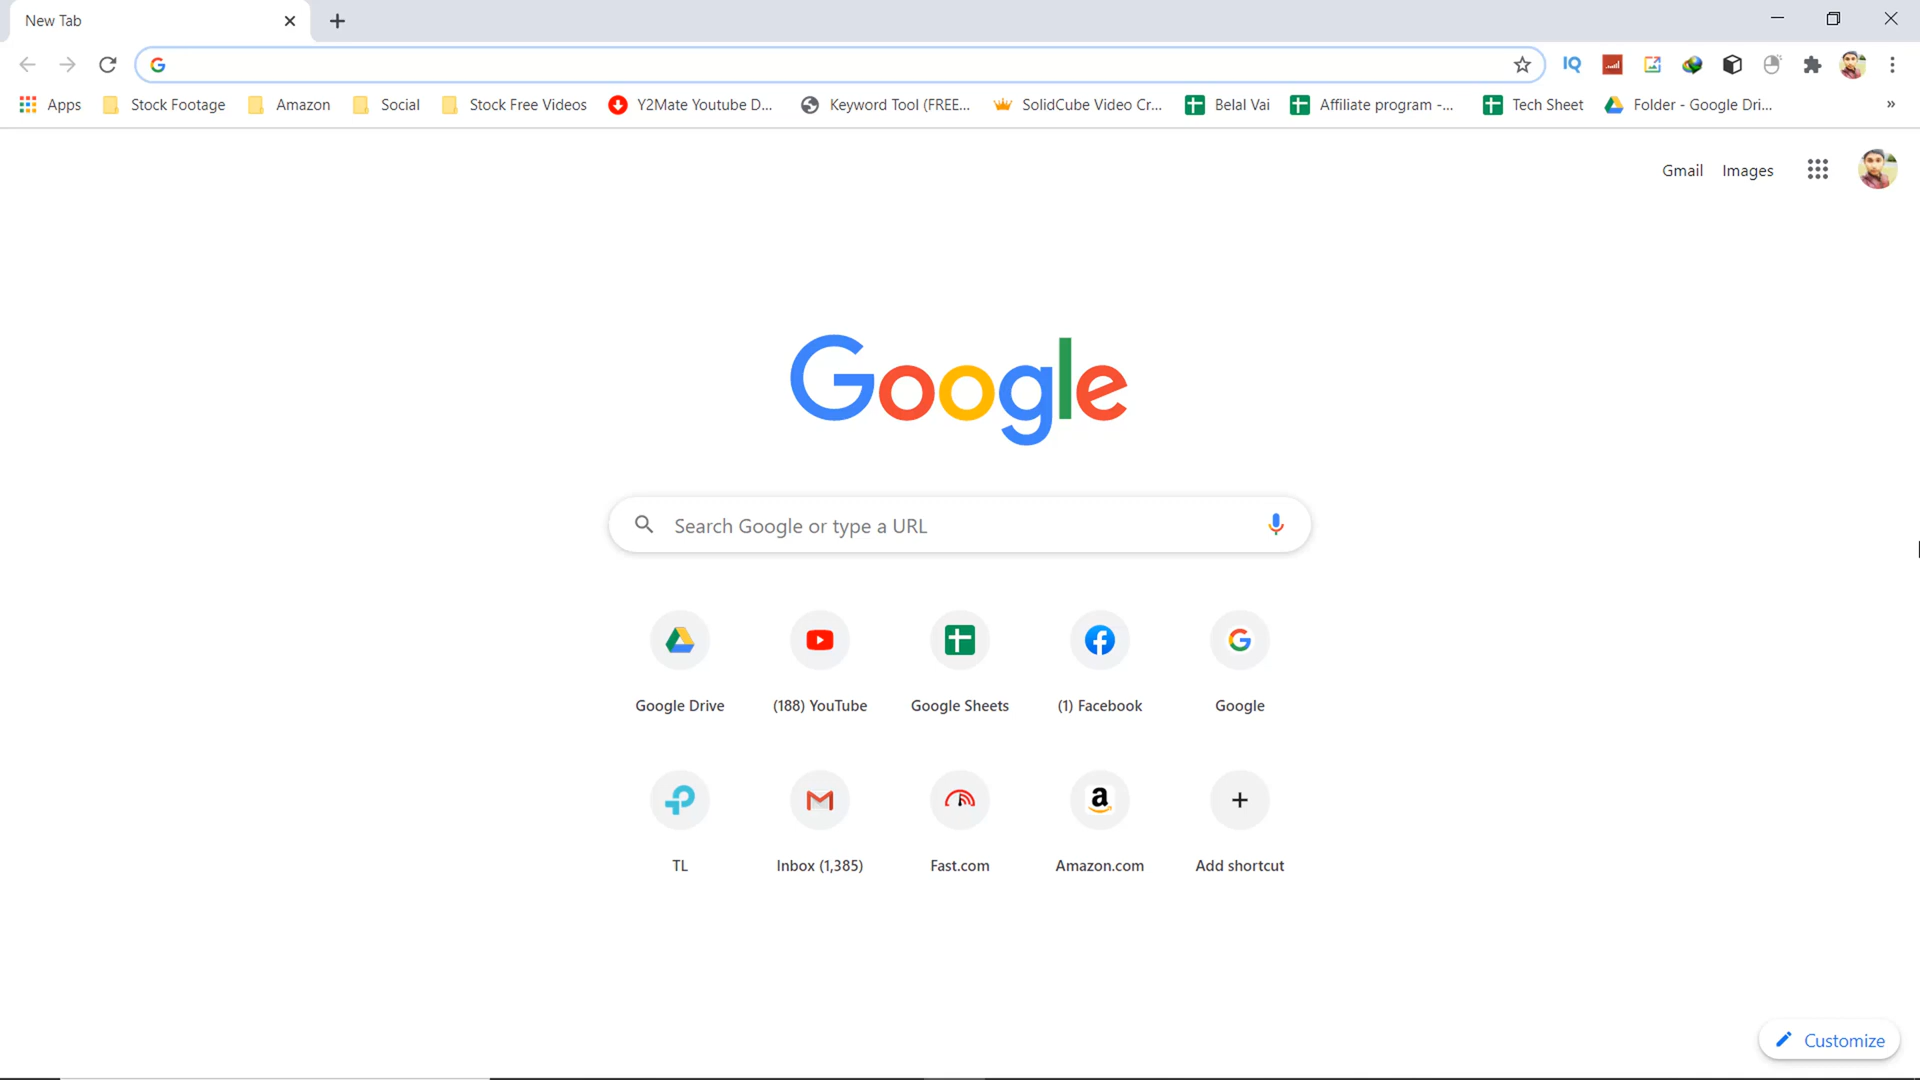 New Tab
Apps Stock Footage Amazon Social Stock Free Videos Y2Mate Youtube D... Keyword Tool (FREE... SolidCube Video Cr... Belal Vai Affiliate program -... Tech Sheet Folder - Google Dri... »
Gmail Images
Google
Search Google or type a URL
Google Drive (188) YouTube Google Sheets (1) Facebook Google
TL Inbox (1,385) Fast.com Amazon.com Add shortcut
Customize